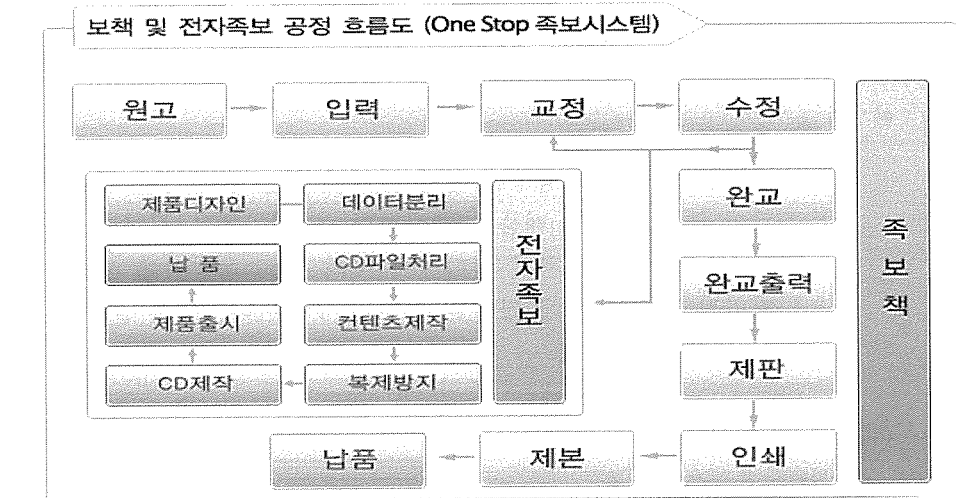 보책 및 전자족보 공정 흐름도 (One Stop 족보시스템)
원고
입력
교정
수정
족보책
완교
완교출력
제판
인쇄
제본
납품
전자족보
제품디자인
데이터분리
납 품
CD파일처리
제품출시
컨텐츠제작
CD제작
복제방지